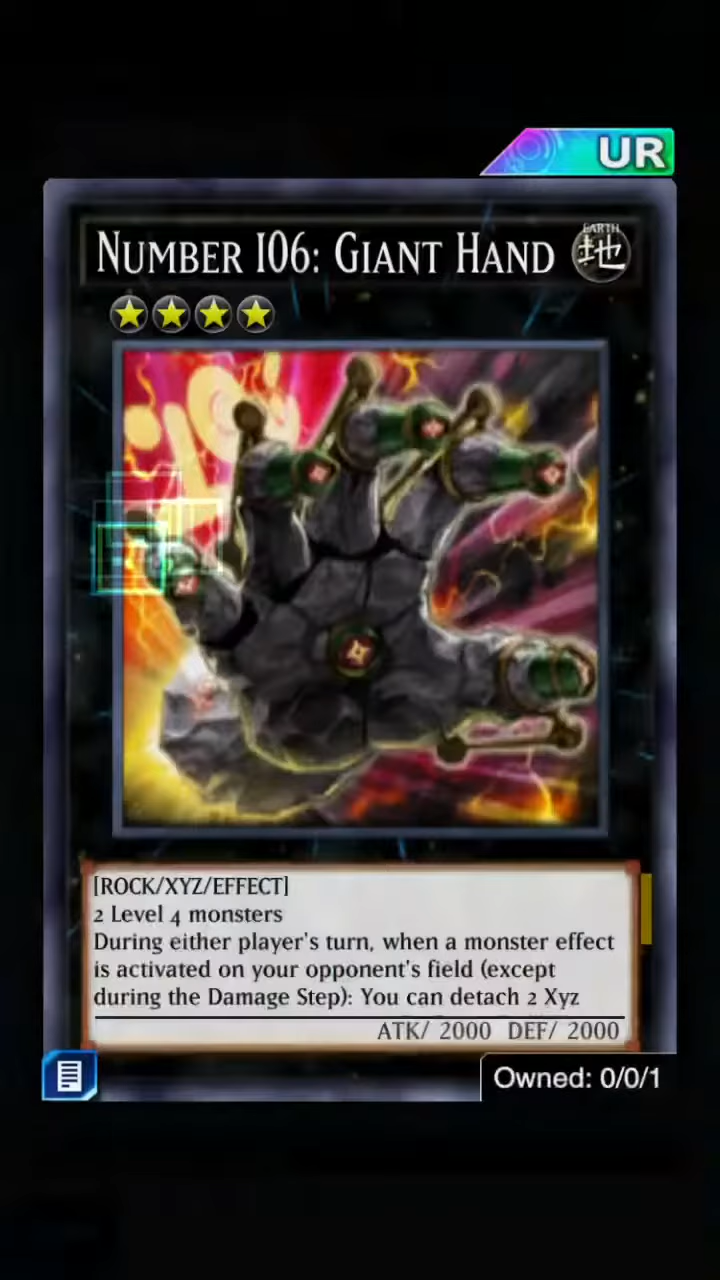 UR
NUMBER 106: GIANT HAND
EARTH
地
[ROCK/XYZ/EFFECT]
2 Level 4 monsters
During either player's turn, when a monster effect
is activated on your opponent's field (except
during the Damage Step): You can detach 2 Xyz
ATK/ 2000 DEF/ 2000
Owned: 0/0/1